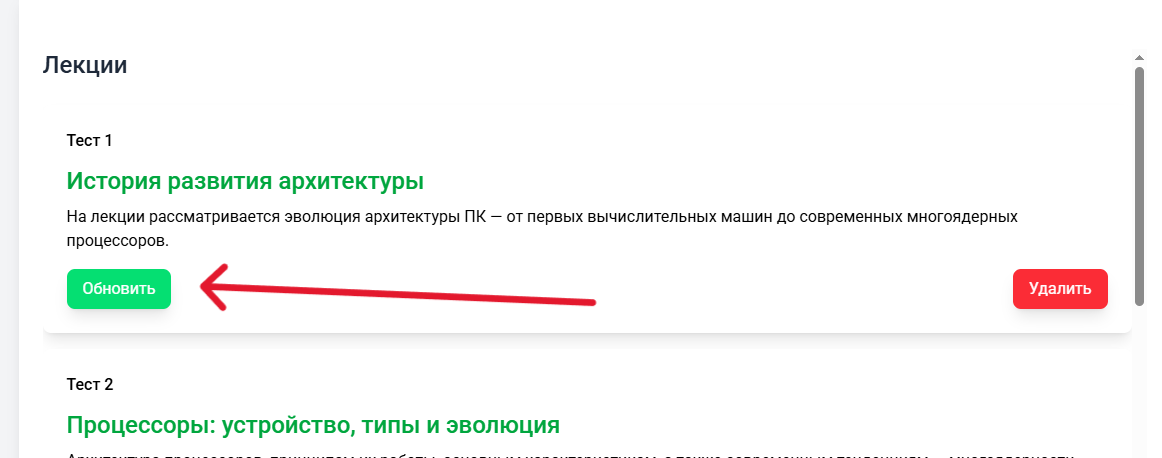 Лекции
Тест 1
История развития архитектуры
На лекции рассматривается эволюция архитектуры ПК — от первых вычислительных машин до современных многоядерных
процессоров.
Обновить
Удалить
Тест 2
Процессоры: устройство, типы и эволюция